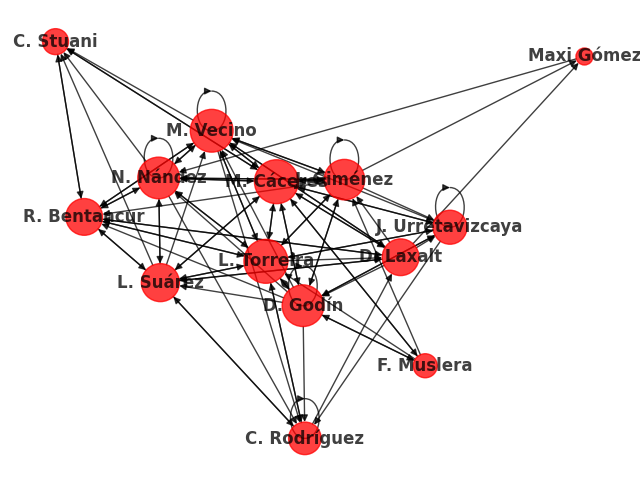 C. Stuani
Maxi Gómez
M. Vecino
N. Nández
M. Cáceres
J. Giménez
R. Bentancur
J. Urretavizcaya
L. Torreira
D. Laxalt
L. Suárez
D. Godín
F. Muslera
C. Rodríguez